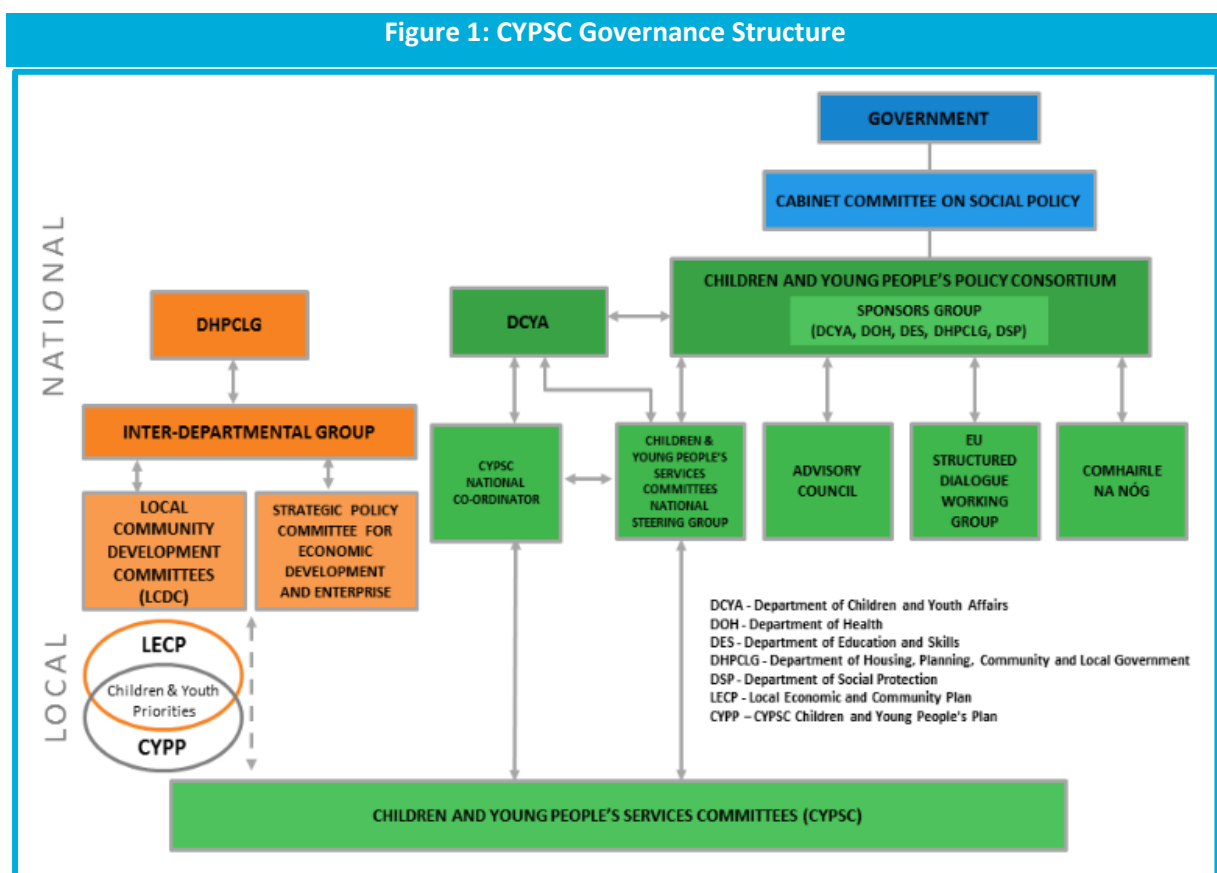 Figure 1: CYPSC Governance Structure
NATIONAL
LOCAL
GOVERNMENT
CABINET COMMITTEE ON SOCIAL POLICY
CHILDREN AND YOUNG PEOPLE'S POLICY CONSORTIUM
SPONSORS GROUP
(DCYA, DOH, DES, DHPCLG, DSP)
DHPCLG
DCYA
INTER-DEPARTMENTAL GROUP
LOCAL
COMMUNITY
DEVELOPMENT
COMMITTEES
(LCDC)
STRATEGIC POLICY
COMMITTEE FOR
ECONOMIC
DEVELOPMENT
AND ENTERPRISE
CYPSC
NATIONAL
CO-ORDINATOR
CHILDREN &
YOUNG PEOPLE'S
SERVICES
COMMITTEES
NATIONAL
STEERING GROUP
ADVISORY
COUNCIL
EU
STRUCTURED
DIALOGUE
WORKING
GROUP
COMHAIRLE
NA NÓG
LECP
Children & Youth
Priorities
CYPP
DCYA - Department of Children and Youth Affairs
DOH - Department of Health
DES - Department of Education and Skills
DHPCLG - Department of Housing, Planning, Community and Local Government
DSP - Department of Social Protection
LECP - Local Economic and Community Plan
CYPP – CYPSC Children and Young People's Plan
CHILDREN AND YOUNG PEOPLE'S SERVICES COMMITTEES (CYPSC)